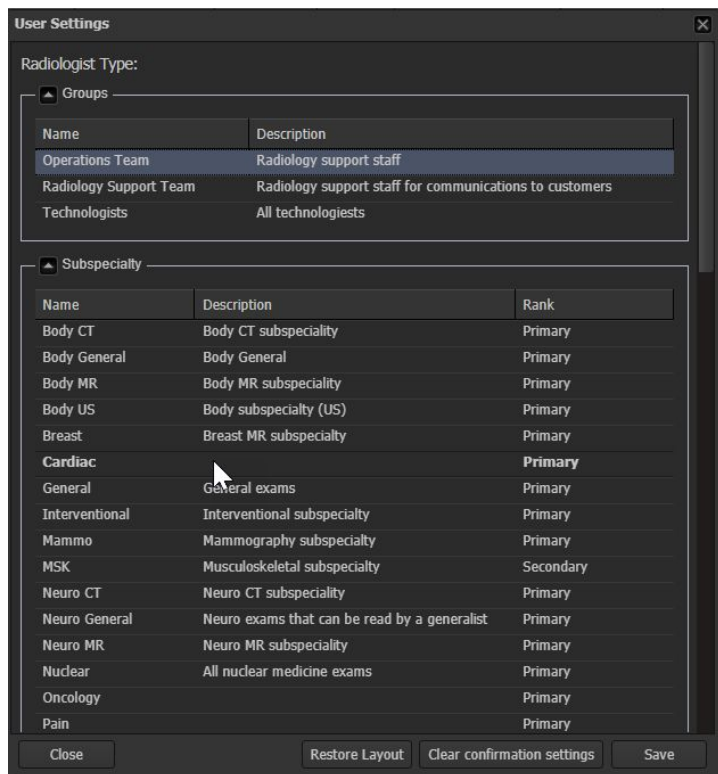 User Settings
Radiologist Type:
Groups
Name Description
Operations Team Radiology support staff
Radiology Support Team Radiology support staff for communications to customers
Technologists All technologiests
Subspecialty
Name Description Rank
Body CT Body CT subspeciality Primary
Body General Body General Primary
Body MR Body MR subspeciality Primary
Body US Body subspecialty (US) Primary
Breast Breast MR subspecialty Primary
Cardiac Primary
General General exams Primary
Interventional Interventional subspecialty Primary
Mammo Mammography subspecialty Primary
MSK Musculoskeletal subspecialty Secondary
Neuro CT Neuro CT subspeciality Primary
Neuro General Neuro exams that can be read by a generalist Primary
Neuro MR Neuro MR subspeciality Primary
Nuclear All nuclear medicine exams Primary
Oncology Primary
Pain Primary
Close Restore Layout Clear confirmation settings Save